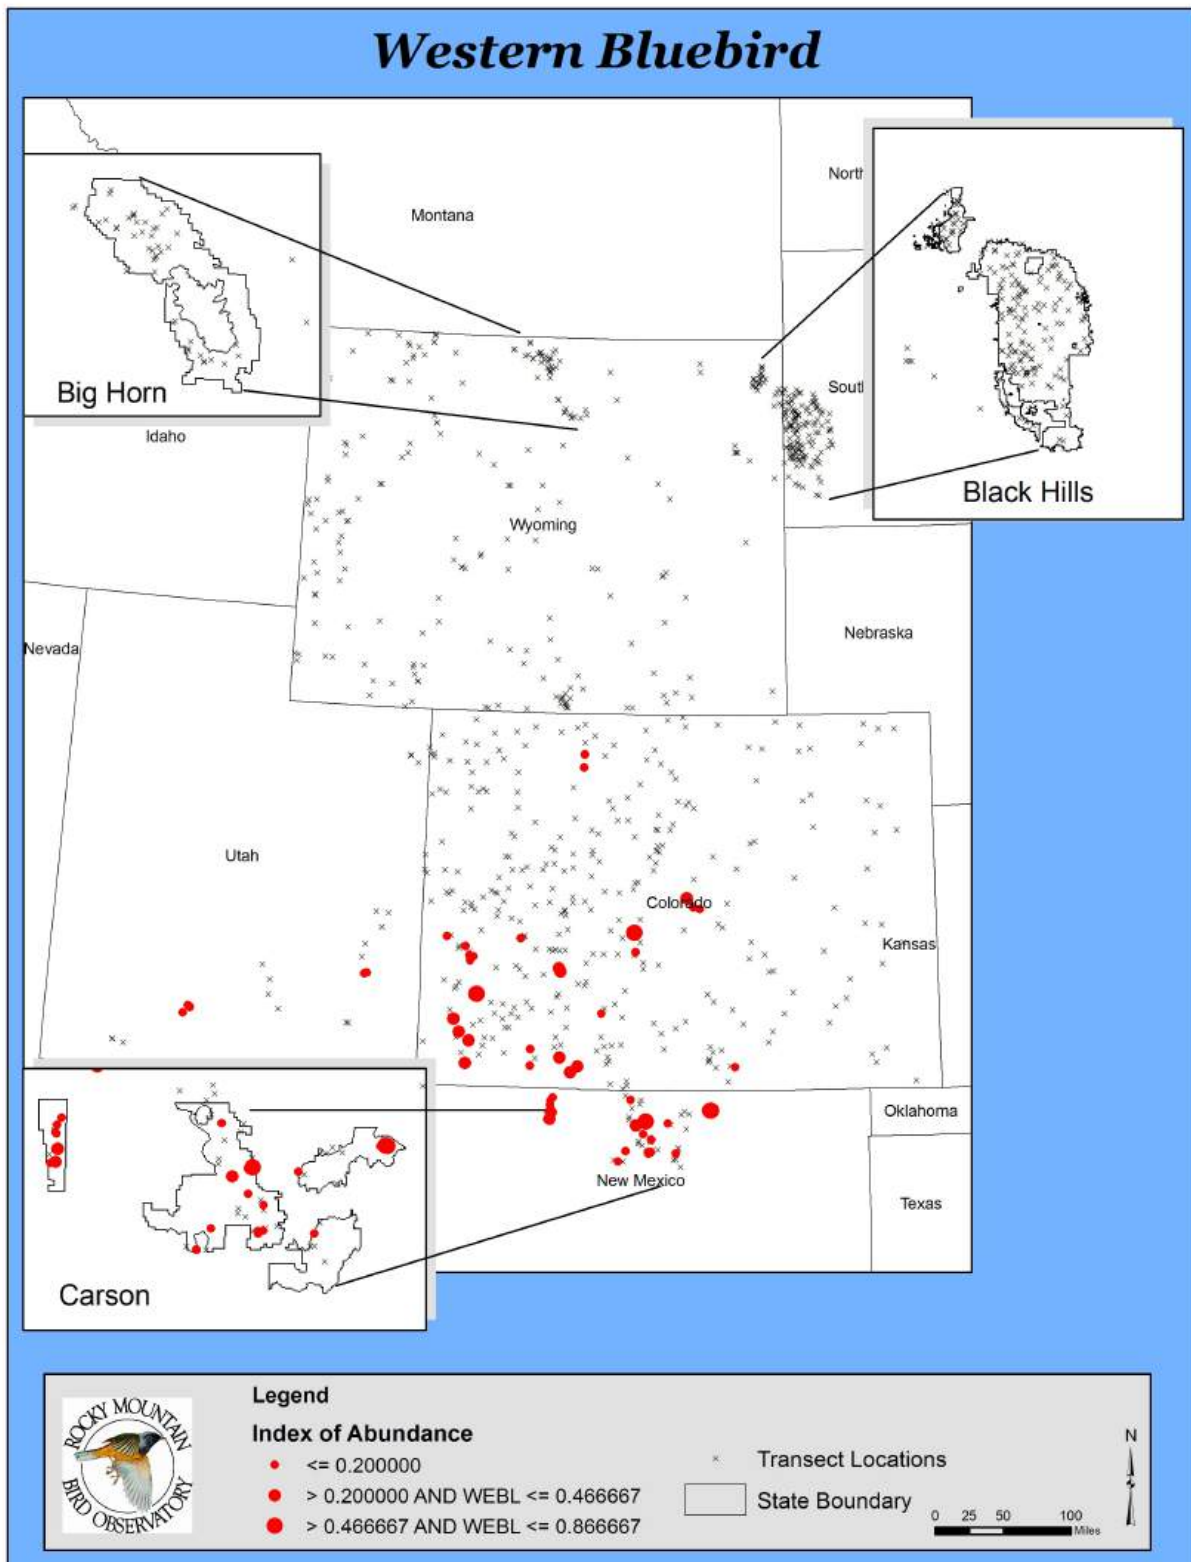 Western Bluebird
North
Montana
Big Horn
Idaho
South
Black Hills
Wyoming
Nevada
Nebraska
Utah
Colorado
Kansas
Oklahoma
New Mexico
Texas
Carson
Legend
Index of Abundance
<= 0.200000
> 0.200000 AND WEBL <= 0.466667
> 0.466667 AND WEBL <= 0.866667
Transect Locations
State Boundary
N
0 25 50 100
Miles
ROCKY MOUNTAIN
BIRD OBSERVATORY